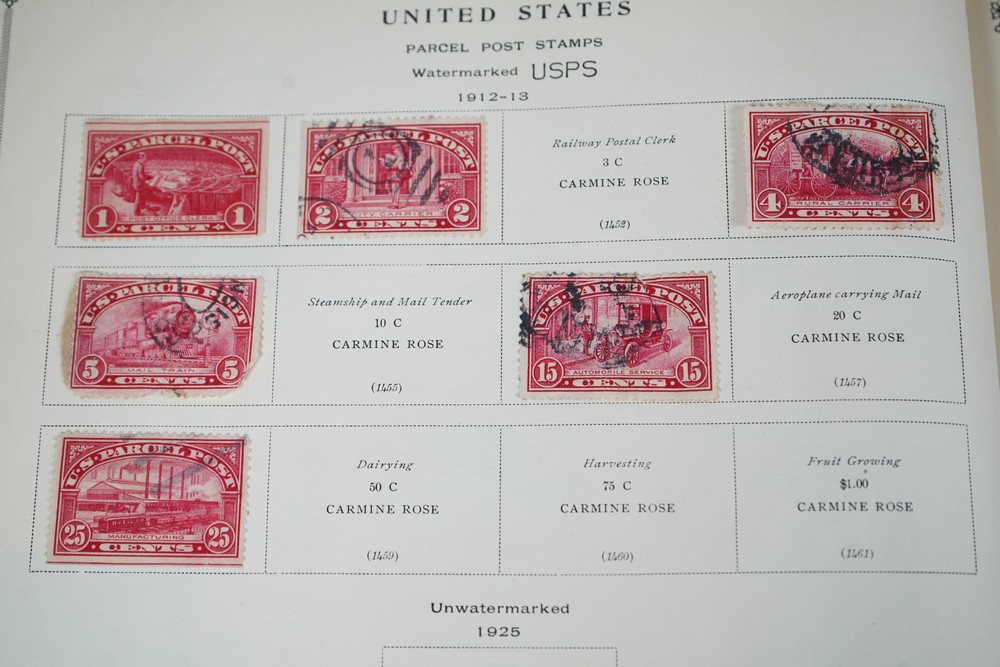 UNITED STATES
PARCEL POST STAMPS
Watermarked USPS
1912-13
U.S. PARCEL POST
1 POST OFFICE CLERK 1
CENT
U.S. PARCEL POST
2 CITY CARRIER 2
CENTS
Railway Postal Clerk
3 C
CARMINE ROSE
(1452)
U.S. PARCEL POST
4 RURAL CARRIER 4
CENTS
U.S. PARCEL POST
5 MAIL TRAIN 5
CENTS
Steamship and Mail Tender
10 C
CARMINE ROSE
(1455)
U.S. PARCEL POST
15 AUTOMOBILE SERVICE 15
CENTS
Aeroplane carrying Mail
20 C
CARMINE ROSE
(1457)
U.S. PARCEL POST
25 MANUFACTURING 25
CENTS
Dairying
50 C
CARMINE ROSE
(1459)
Harvesting
75 C
CARMINE ROSE
(1460)
Fruit Growing
$1.00
CARMINE ROSE
(1461)
Unwatermarked
1925